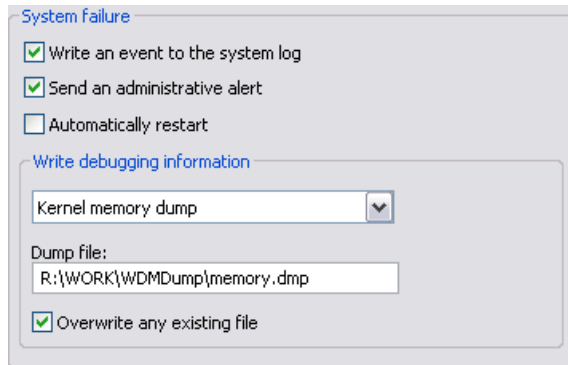 System failure
Write an event to the system log
Send an administrative alert
Automatically restart
Write debugging information
Kernel memory dump
Dump file:
R:\WORK\WDMDump\memory.dmp
Overwrite any existing file